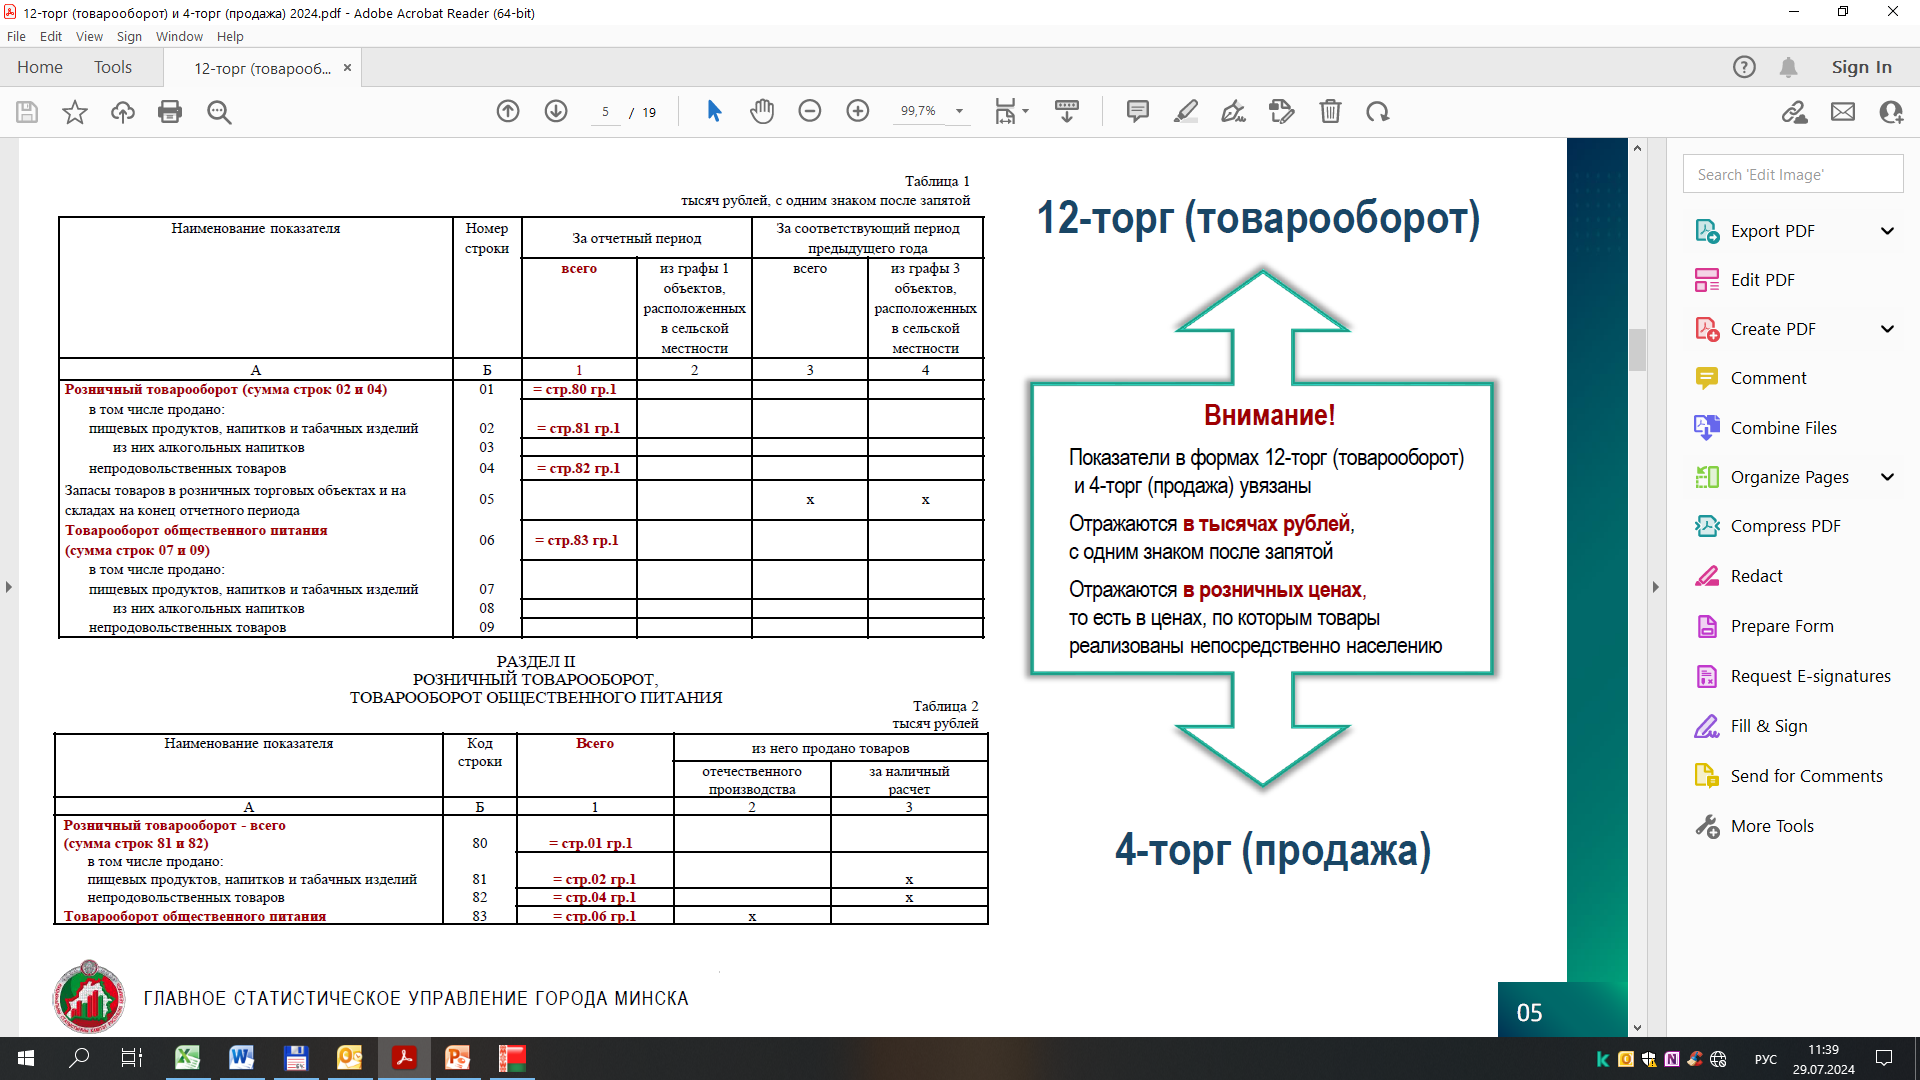 12-торг (товарооборот) и 4-торг (продажа) 2024.pdf - Adobe Acrobat Reader (64-bit)
File Edit View Sign Window Help
Home Tools 12-торг (товарооб... × Sign In
5 / 19 99,7%
Таблица 1
тысяч рублей, с одним знаком после запятой
Наименование показателя
Номер
строки
За отчетный период
За соответствующий период
предыдущего года
всего
из графы 1
объектов,
расположенных
в сельской
местности
всего
из графы 3
объектов,
расположенных
в сельской
местности
А Б 1 2 3 4
Розничный товарооборот (сумма строк 02 и 04) 01 = стр.80 гр.1
в том числе продано:
пищевых продуктов, напитков и табачных изделий 02 = стр.81 гр.1
из них алкогольных напитков 03
непродовольственных товаров 04 = стр.82 гр.1
Запасы товаров в розничных торговых объектах и на
складах на конец отчетного периода 05 х х
Товарооборот общественного питания
(сумма строк 07 и 09) 06 = стр.83 гр.1
в том числе продано:
пищевых продуктов, напитков и табачных изделий 07
из них алкогольных напитков 08
непродовольственных товаров 09
РАЗДЕЛ II
РОЗНИЧНЫЙ ТОВАРООБОРОТ,
ТОВАРООБОРОТ ОБЩЕСТВЕННОГО ПИТАНИЯ
Таблица 2
тысяч рублей
Наименование показателя
Код
строки
Всего
из него продано товаров
отечественного
производства
за наличный
расчет
А Б 1 2 3
Розничный товарооборот - всего
(сумма строк 81 и 82) 80 = стр.01 гр.1
в том числе продано:
пищевых продуктов, напитков и табачных изделий 81 = стр.02 гр.1 х
непродовольственных товаров 82 = стр.04 гр.1 х
Товарооборот общественного питания 83 = стр.06 гр.1 х
12-торг (товарооборот)
Внимание!
Показатели в формах 12-торг (товарооборот)
и 4-торг (продажа) увязаны
Отражаются в тысячах рублей,
с одним знаком после запятой
Отражаются в розничных ценах,
то есть в ценах, по которым товары
реализованы непосредственно населению
4-торг (продажа)
ГЛАВНОЕ СТАТИСТИЧЕСКОЕ УПРАВЛЕНИЕ ГОРОДА МИНСКА
05
Search 'Edit Image'
Export PDF
Edit PDF
Create PDF
Comment
Combine Files
Organize Pages
Compress PDF
Redact
Prepare Form
Request E-signatures
Fill & Sign
Send for Comments
More Tools
РУС
11:39
29.07.2024